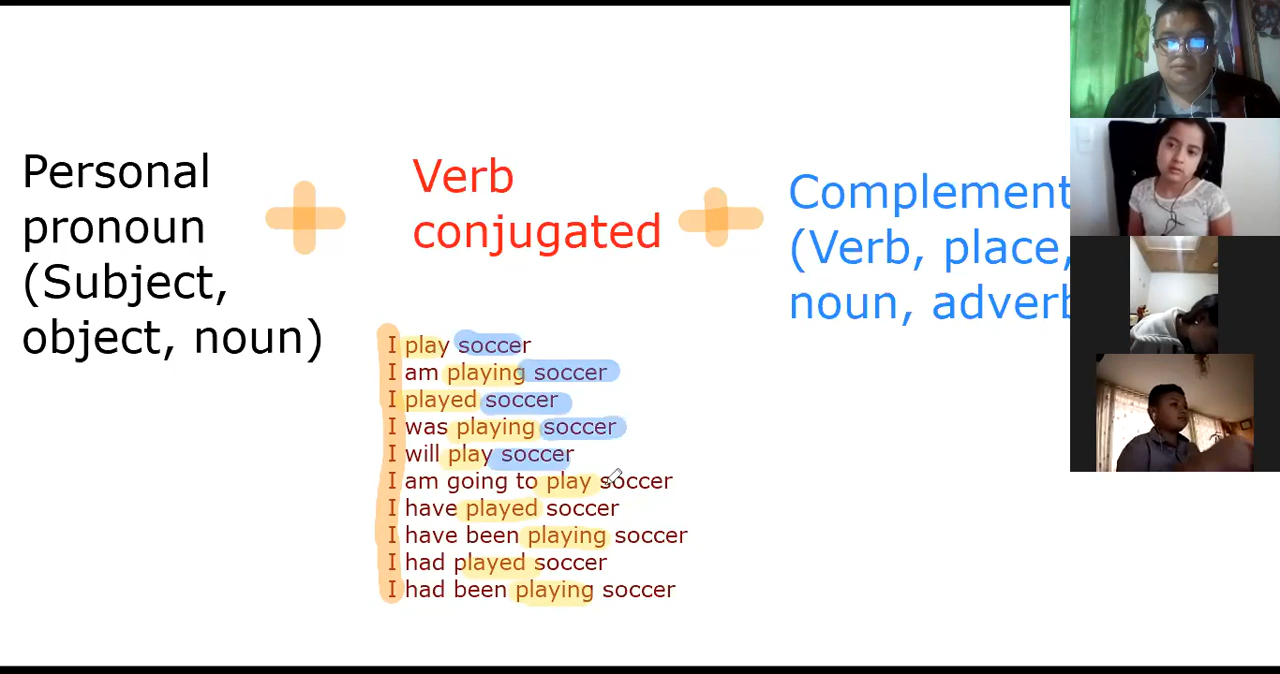 Personal
pronoun
(Subject,
object, noun)
Verb
conjugated
Complement
(Verb, place,
noun, adverb
I play soccer
I am playing soccer
I played soccer
I was playing soccer
I will play soccer
I am going to play soccer
I have played soccer
I have been playing soccer
I had played soccer
I had been playing soccer